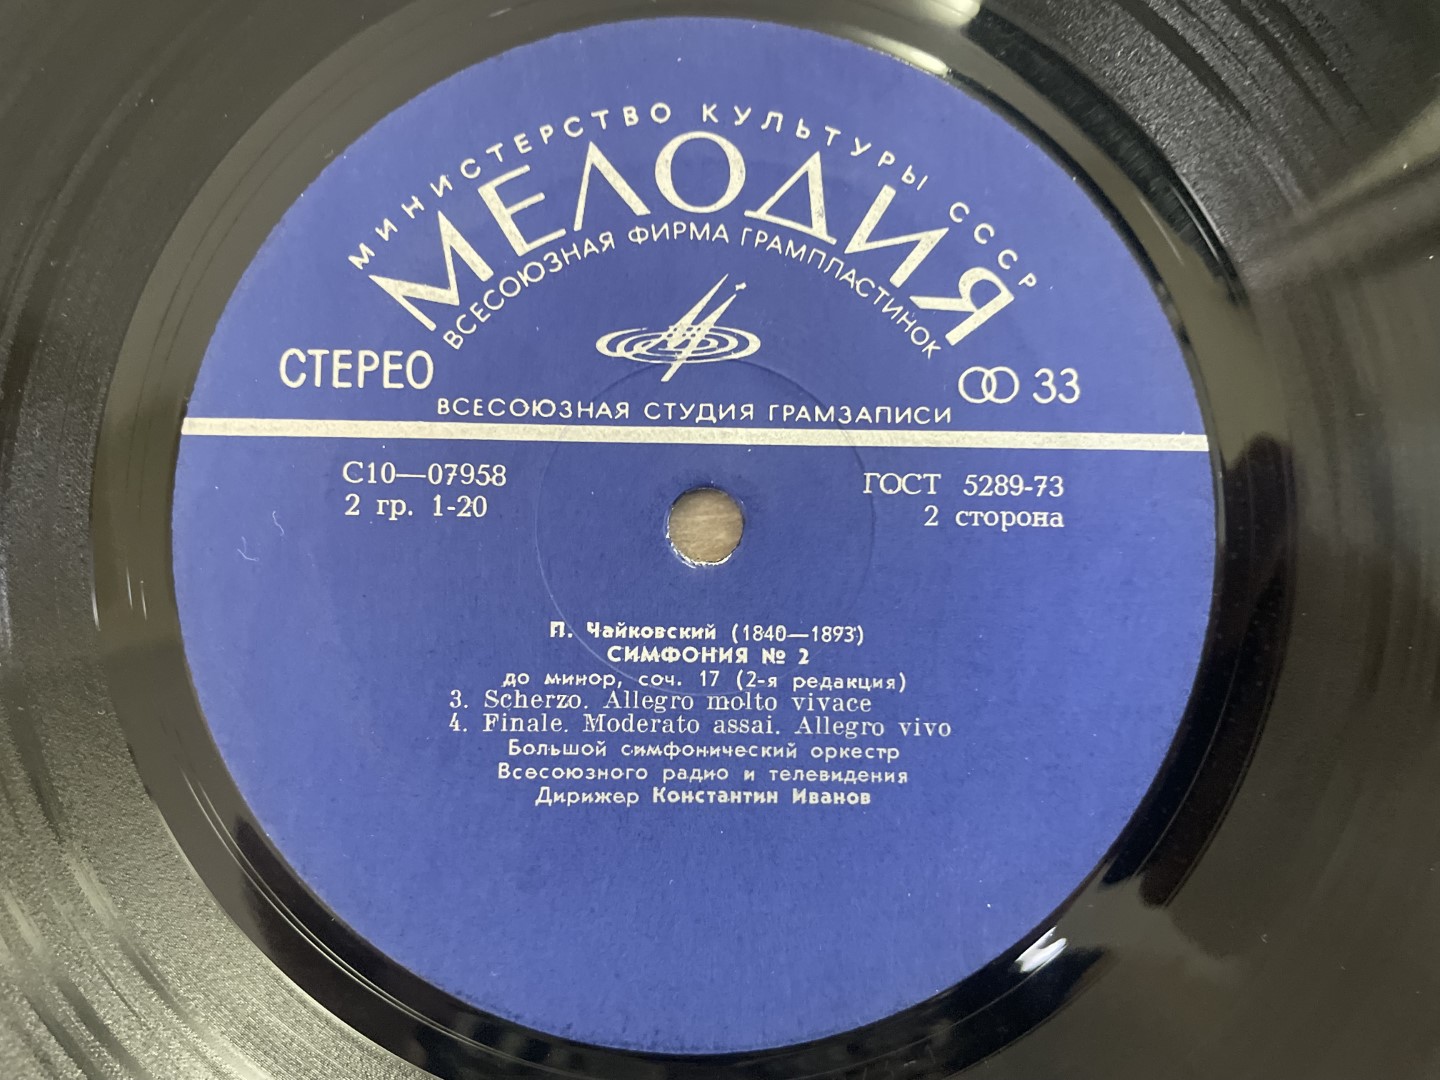 МИНИСТЕРСТВО КУЛЬТУРЫ СССР
МЕЛОДИЯ
ВСЕСОЮЗНАЯ ФИРМА ГРАМПЛАСТИНОК
СТЕРЕО
33
ВСЕСОЮЗНАЯ СТУДИЯ ГРАМЗАПИСИ
С10—07958
2 гр. 1-20
ГОСТ 5289-73
2 сторона
П. Чайковский (1840—1893)
СИМФОНИЯ № 2
до минор, соч. 17 (2-я редакция)
3. Scherzo. Allegro molto vivace
4. Finale. Moderato assai. Allegro vivo
Большой симфонический оркестр
Всесоюзного радио и телевидения
Дирижер Константин Иванов